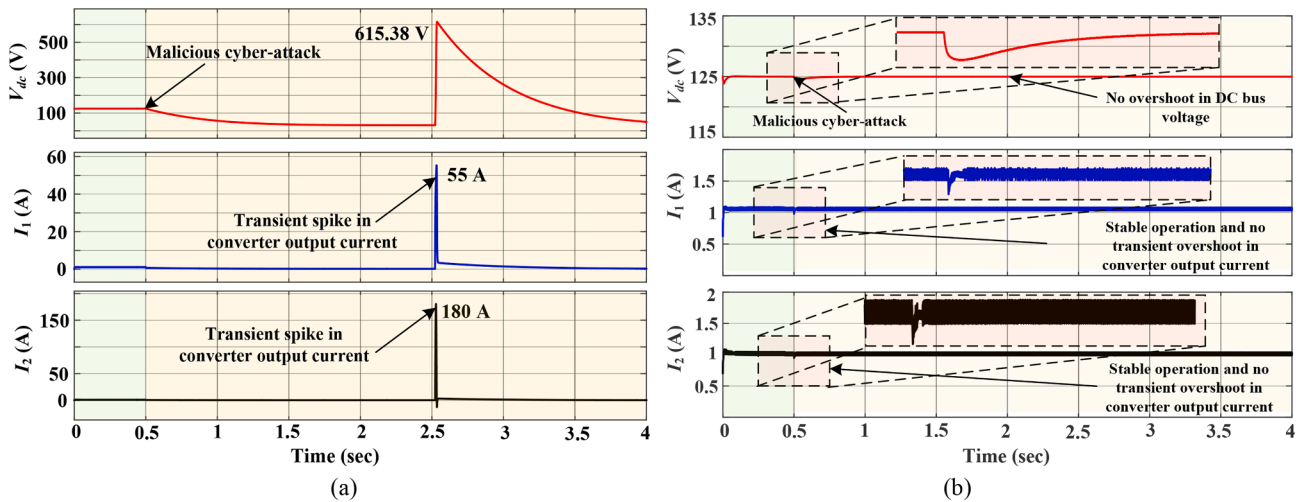 V_dc (V)
500
300
100
Malicious cyber-attack
615.38 V
I_1 (A)
60
40
20
0
55 A
Transient spike in
converter output current
I_2 (A)
150
100
50
0
Transient spike in
converter output current
180 A
0 0.5 1 1.5 2 2.5 3 3.5 4
Time (sec)
(a)
V_dc (V)
135
125
115
Malicious cyber-attack
No overshoot in DC bus
voltage
I_1 (A)
1.5
1
0.5
Stable operation and no
transient overshoot in
converter output current
I_2 (A)
2
1.5
1
0.5
Stable operation and no
transient overshoot in
converter output current
0 0.5 1 1.5 2 2.5 3 3.5 4
Time (sec)
(b)